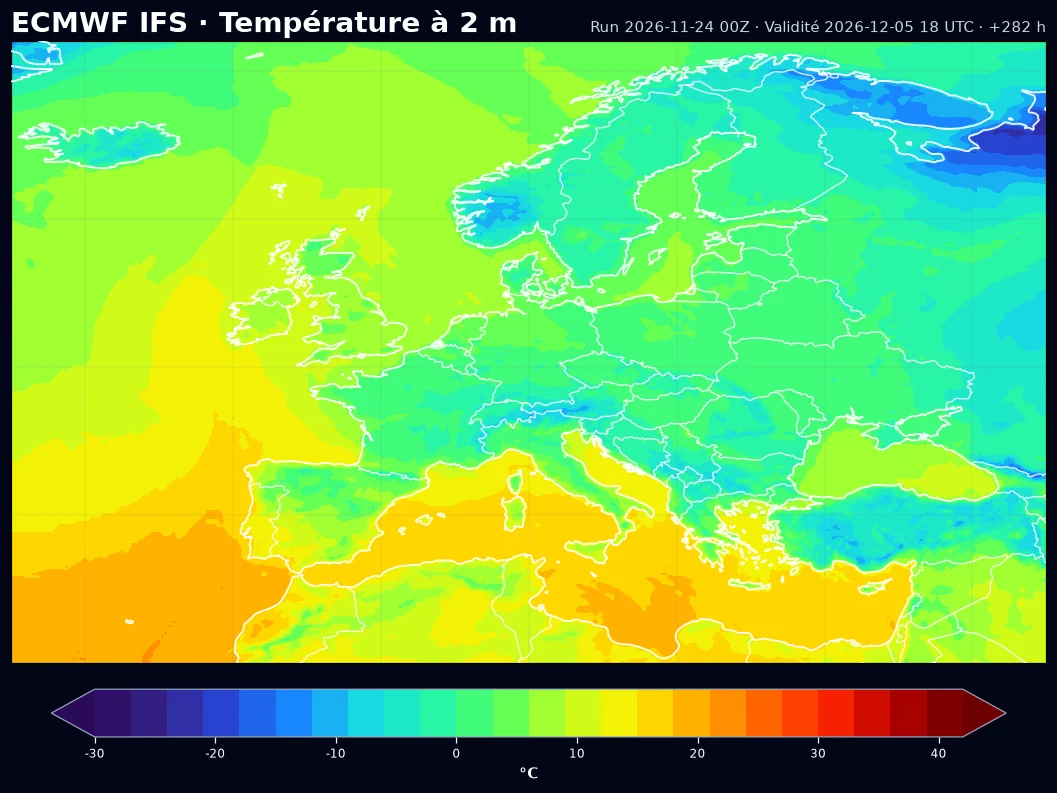 ECMWF IFS · Température à 2 m
Run 2026-11-24 00Z · Validité 2026-12-05 18 UTC · +282 h
-30 -20 -10 0 10 20 30 40
°C